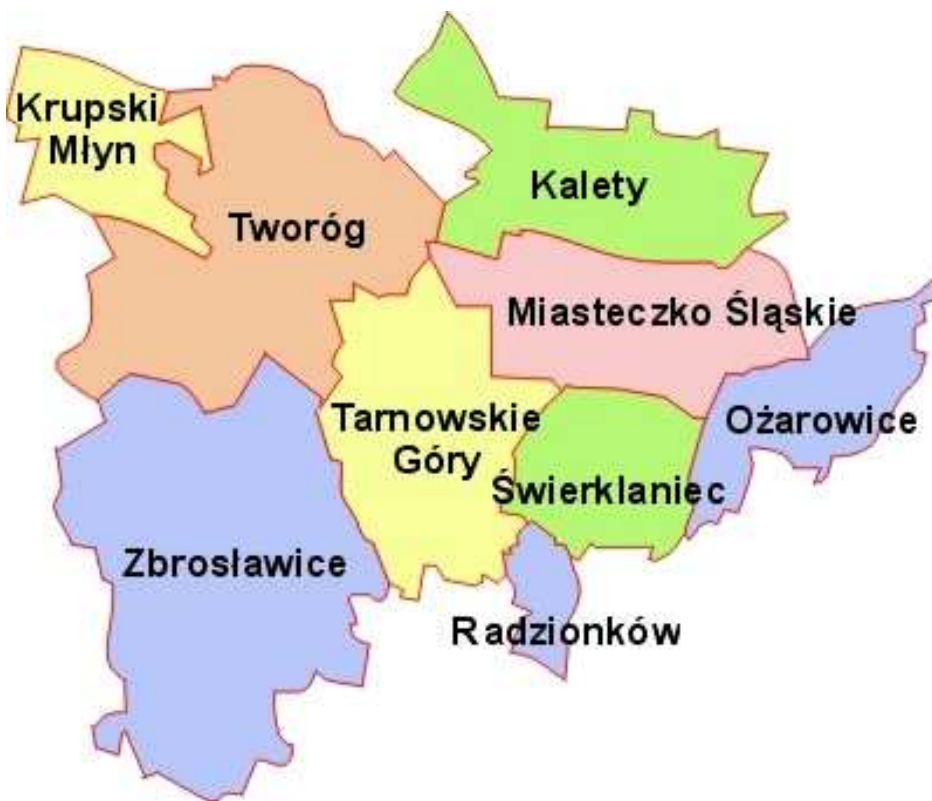 Krupski
Młyn
Kalety
Tworóg
Miasteczko Śląskie
Tarnowskie
Góry
Ożarowice
Świerklaniec
Zbrosławice
Radzionków